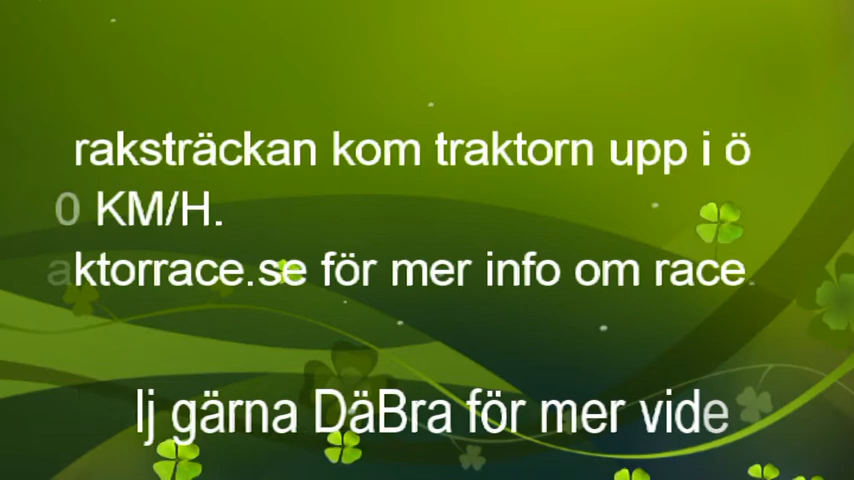 raksträckan kom traktorn upp i ö
0 KM/H.
aktorrace.se för mer info om race.
lj gärna DäBra för mer vide